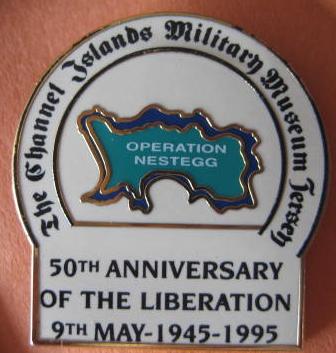 The Channel Islands Military Museum Jersey
OPERATION
NESTEGG
50TH ANNIVERSARY
OF THE LIBERATION
9TH MAY-1945-1995